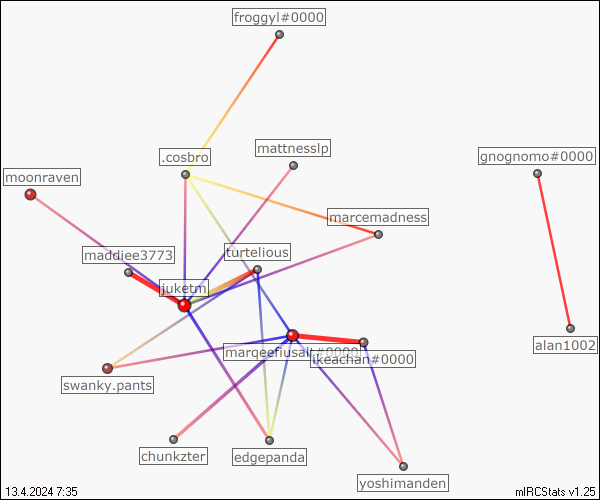 froggyl#0000
mattnesslp
.cosbro
gnognomo#0000
moonraven
marcemadness
maddiee3773
turtelious
juketm
alan1002
marqeefiusalt#0000
ikeachan#0000
swanky.pants
chunkzter
edgepanda
yoshimanden
13.4.2024 7:35
mIRCStats v1.25